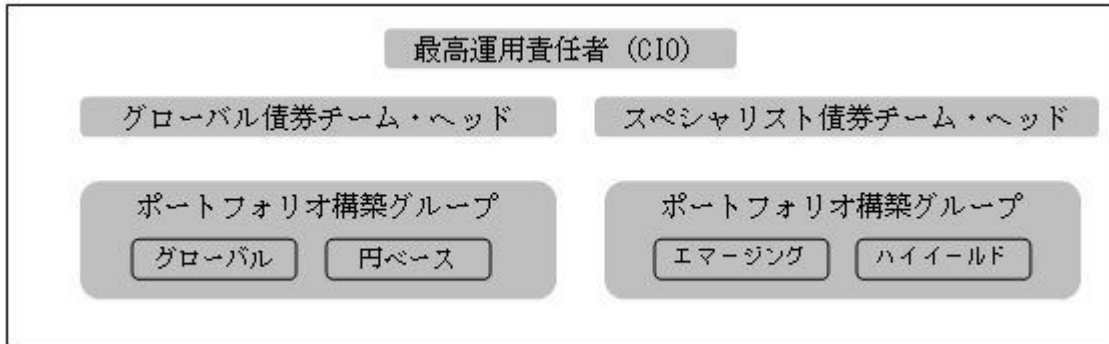 最高運用責任者 (CIO)
グローバル債券チーム・ヘッド
スペシャリスト債券チーム・ヘッド
ポートフォリオ構築グループ
ポートフォリオ構築グループ
グローバル
円ベース
エマージング
ハイイールド